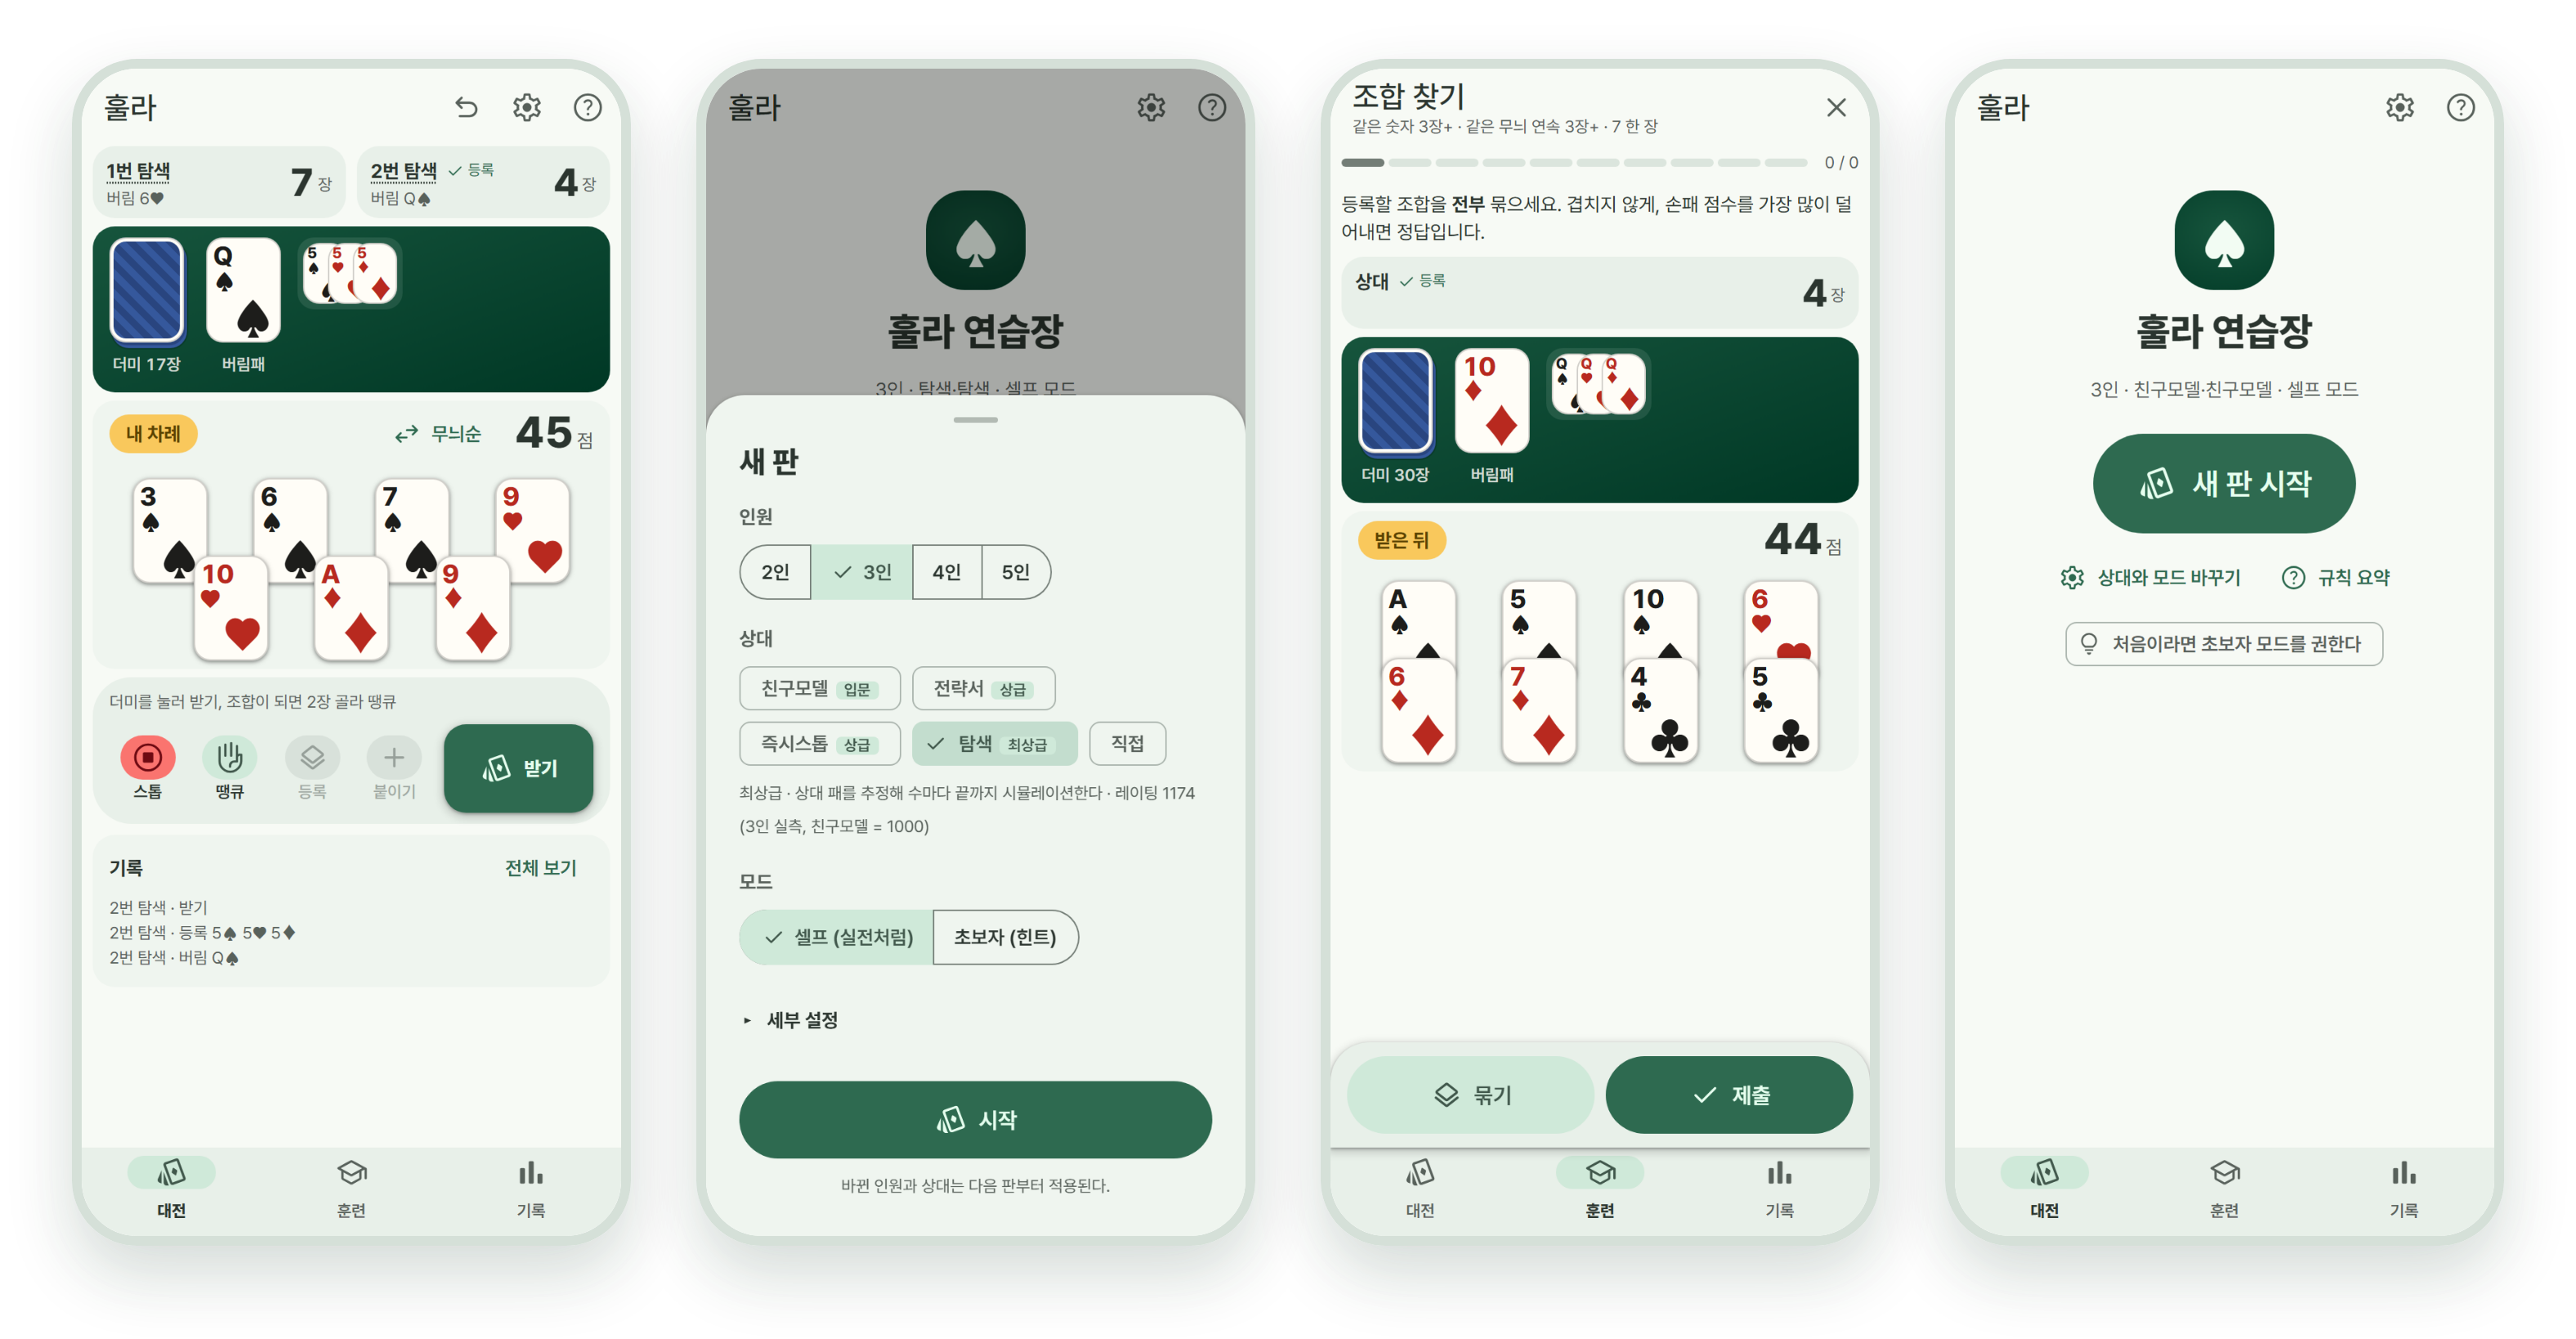 훌라
1번 탐색
버림 6♥
7 장
2번 탐색 ✓ 등록
버림 Q♠
4 장
Q
5 5 5
더미 17장
버림패
내 차례
무늬순
45 점
3 6 7 9
10 A 9
더미를 눌러 받기, 조합이 되면 2장 골라 땡큐
스톱
땡큐
등록
붙이기
받기
기록
전체 보기
2번 탐색 · 받기
2번 탐색 · 등록 5♠ 5♥ 5♦
2번 탐색 · 버림 Q♠
대전
훈련
기록
훌라
훌라 연습장
3인 · 탐색·탐색 · 셀프 모드
새 판
인원
2인 ✓ 3인 4인 5인
상대
친구모델 입문 전략서 상급
즉시스톱 상급 ✓ 탐색 최상급 직접
최상급 · 상대 패를 추정해 수마다 끝까지 시뮬레이션한다 · 레이팅 1174
(3인 실측, 친구모델 = 1000)
모드
✓ 셀프 (실전처럼) 초보자 (힌트)
▸ 세부 설정
시작
바뀐 인원과 상대는 다음 판부터 적용된다.
조합 찾기
같은 숫자 3장+ · 같은 무늬 연속 3장+ · 7 한 장
0 / 0
등록할 조합을 전부 묶으세요. 겹치지 않게, 손패 점수를 가장 많이 덜
어내면 정답입니다.
상대 ✓ 등록
4 장
10
Q Q Q
더미 30장
버림패
받은 뒤
44 점
A 5 10 6
6 7 4 5
묶기
제출
대전
훈련
기록
훌라
훌라 연습장
3인 · 친구모델·친구모델 · 셀프 모드
새 판 시작
상대와 모드 바꾸기
규칙 요약
처음이라면 초보자 모드를 권한다
대전
훈련
기록